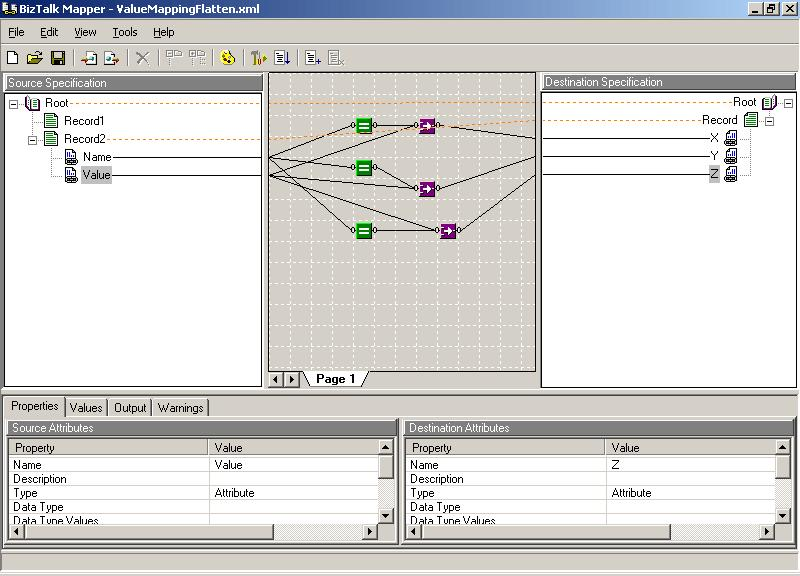 BizTalk Mapper - ValueMappingFlatten.xml
File Edit View Tools Help
Source Specification
Root
Record1
Record2
Name
Value
Page 1
Destination Specification
Root
Record
X
Y
Z
Properties Values Output Warnings
Source Attributes
Property Value
Name Value
Description
Type Attribute
Data Type
Data Type Values
Destination Attributes
Property Value
Name Z
Description
Type Attribute
Data Type
Data Type Values